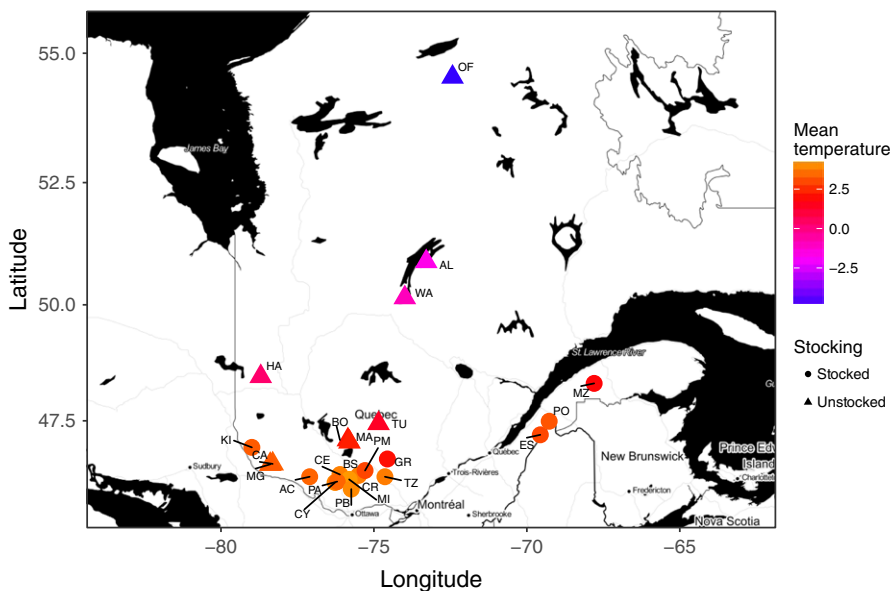 55.0
52.5
50.0
47.5
Latitude
−80
−75
−70
−65
Longitude
James Bay
OF
AL
WA
HA
St. Lawrence River
MZ
Quebec
BO
TU
PO
KI
MA
PM
ES
CA
CE
BS
GR
New Brunswick
Prince Ed
Island
Sudbury
MG
Québec
Trois−Rivières
AC
PA
CR
TZ
Charlotte
CY
PB
MI
Montréal
Fredericton
Ottawa
Sherbrooke
Nova Scotia
Mean
temperature
2.5
0.0
−2.5
Stocking
Stocked
Unstocked